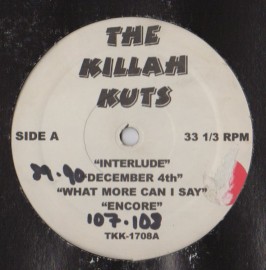 THE
KILLAH
KUTS
SIDE A 33 1/3 RPM
"INTERLUDE"
89-90
"DECEMBER 4th"
"WHAT MORE CAN I SAY"
"ENCORE"
107-108
TKK-1708A